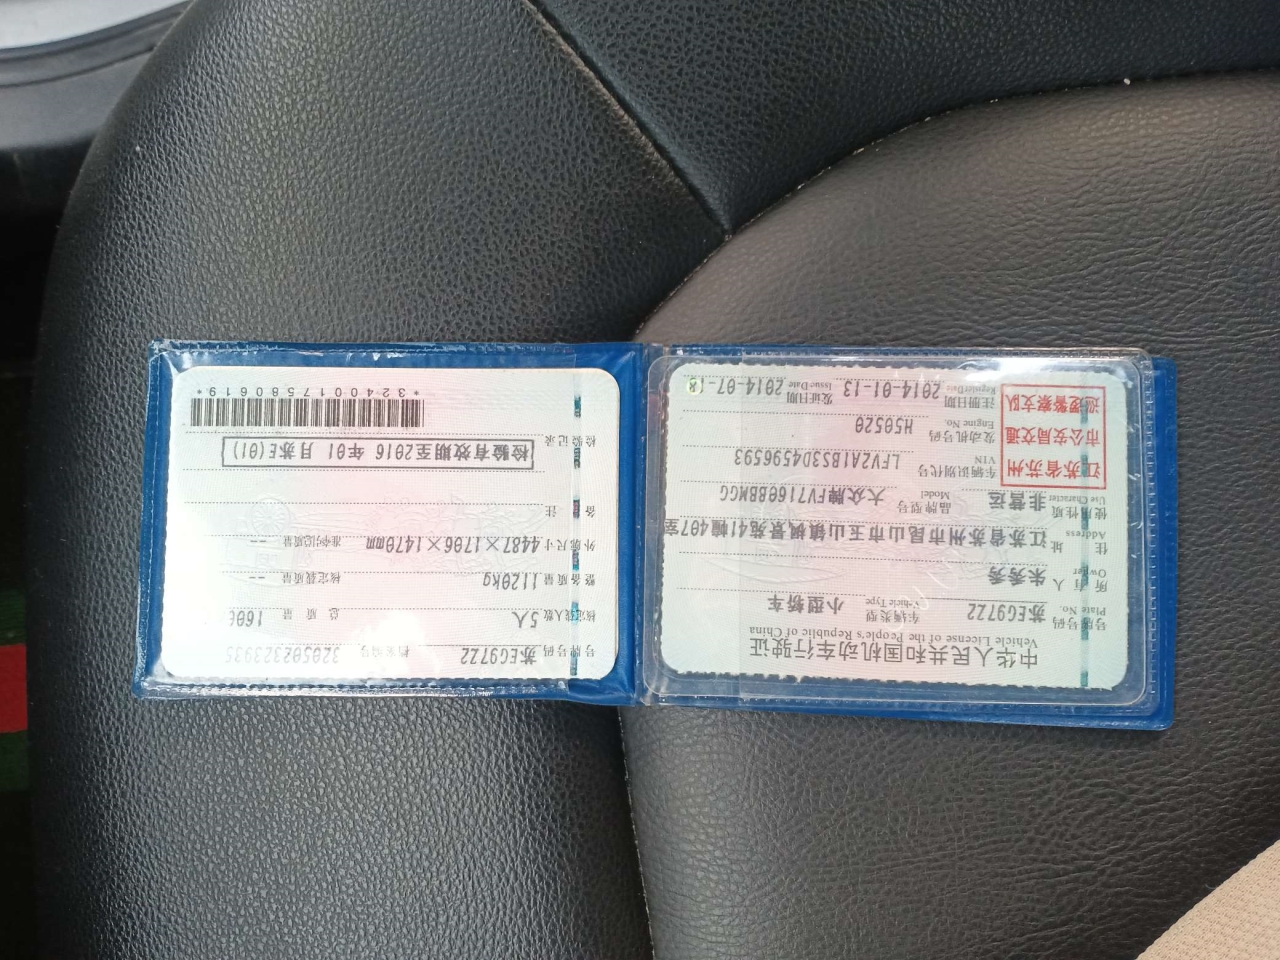 中华人民共和国机动车行驶证
Vehicle License of the People's Republic of China
号牌号码 苏EG97Z2 车辆类型 小型轿车
Plate No. Vehicle Type
所有人 朱秀秀
Owner
住址 江苏省苏州市昆山市玉山镇枫景苑41幢407室
Address
使用性质 非营运 品牌型号 大众牌FV7160BBMGG
Use Character Model
江苏省苏州
市公安局交通
巡逻警察支队
车辆识别代号 LFV2A1BS3D4596593
VIN
发动机号码 H50520
Engine No.
注册日期 2014-01-13 发证日期 2014-07-
Register Date Issue Date
号牌号码 苏EG97Z2 档案编号 320502323935
核定载人数 5人 总质量 160
整备质量 1120kg 核定载质量 --
外廓尺寸 4487×1706×1470mm 准牵引总质量 --
备注
检验记录
检验有效期至2016年01月苏E(01)
*3240017580619*